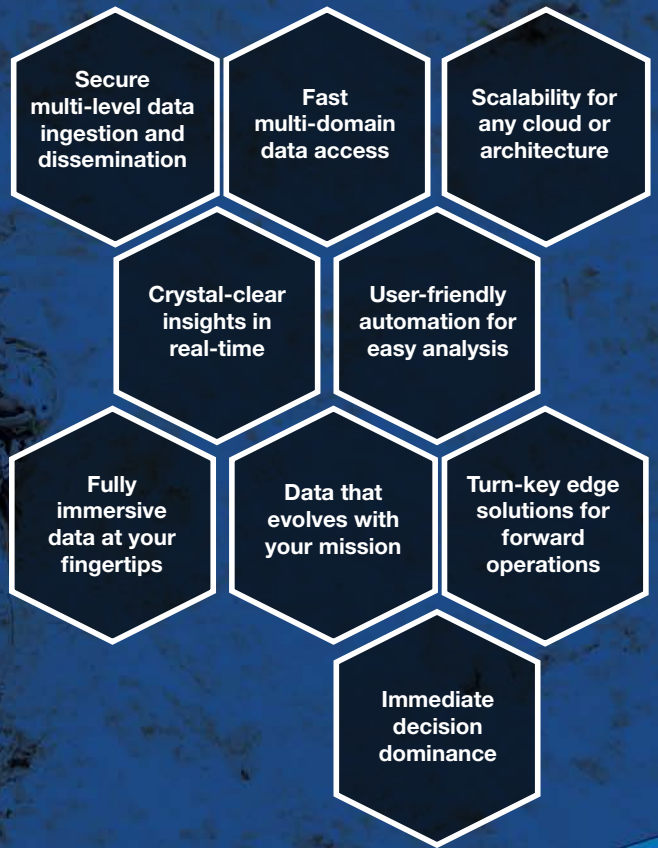 Secure
multi-level data
ingestion and
dissemination
Fast
multi-domain
data access
Scalability for
any cloud or
architecture
Crystal-clear
insights in
real-time
User-friendly
automation for
easy analysis
Fully
immersive
data at your
fingertips
Data that
evolves with
your mission
Turn-key edge
solutions for
forward
operations
Immediate
decision
dominance